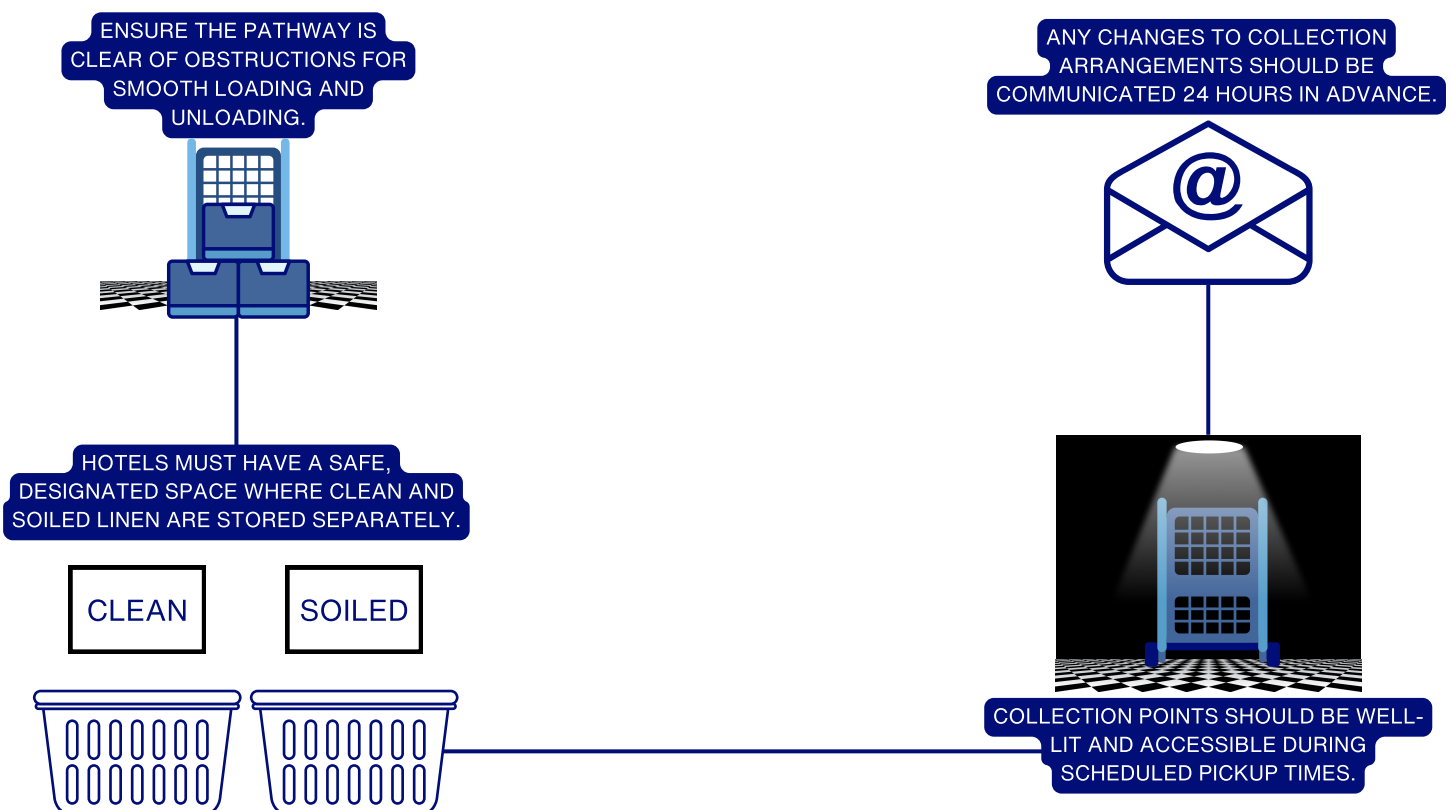 ENSURE THE PATHWAY IS
CLEAR OF OBSTRUCTIONS FOR
SMOOTH LOADING AND
UNLOADING.
ANY CHANGES TO COLLECTION
ARRANGEMENTS SHOULD BE
COMMUNICATED 24 HOURS IN ADVANCE.
@
HOTELS MUST HAVE A SAFE,
DESIGNATED SPACE WHERE CLEAN AND
SOILED LINEN ARE STORED SEPARATELY.
CLEAN
SOILED
COLLECTION POINTS SHOULD BE WELL-
LIT AND ACCESSIBLE DURING
SCHEDULED PICKUP TIMES.